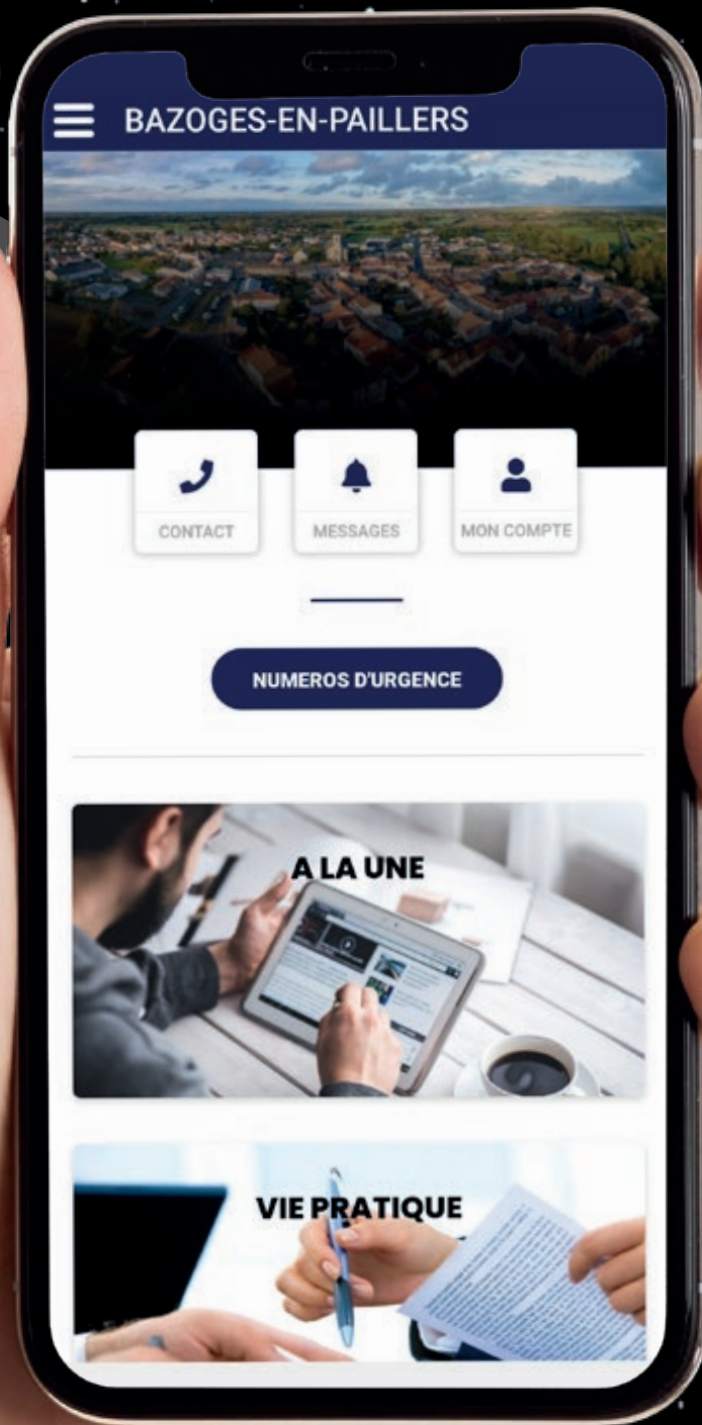 BAZOGES-EN-PAILLERS
CONTACT
MESSAGES
MON COMPTE
NUMEROS D'URGENCE
A LA UNE
VIE PRATIQUE